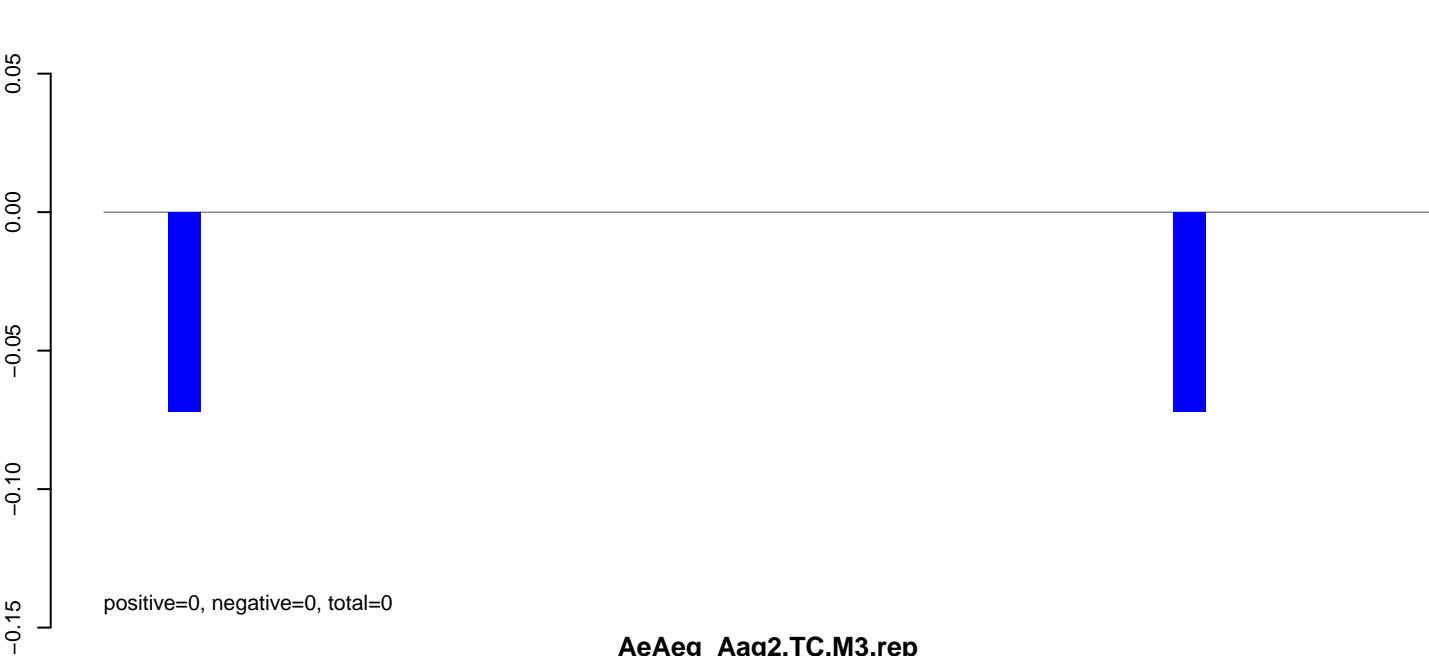 0.05
0.00
−0.05
−0.10
−0.15
positive=0, negative=0, total=0
AeAeg_Aag2.TC.M3.rep